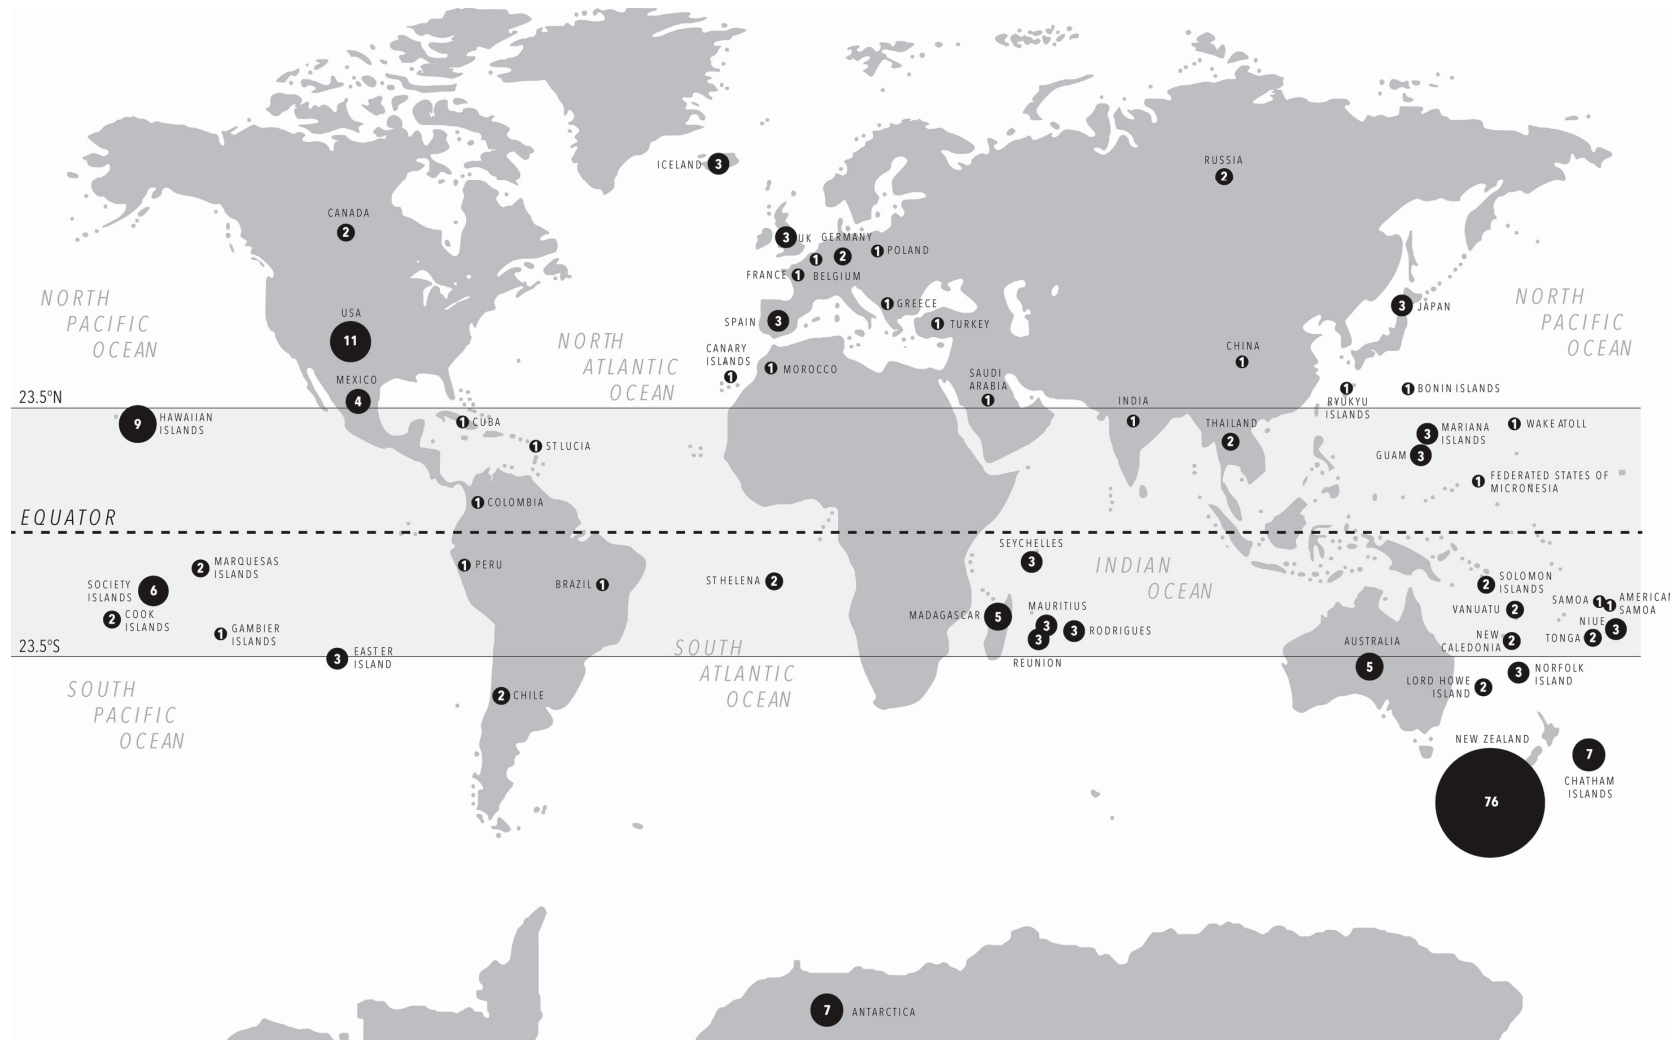 ICELAND 3
RUSSIA
2
CANADA
2
3 UK
GERMANY
2
1 POLAND
1
BELGIUM
FRANCE 1
1 GREECE
SPAIN 3
1 TURKEY
3 JAPAN
NORTH
PACIFIC
OCEAN
USA
11
NORTH
ATLANTIC
OCEAN
NORTH
PACIFIC
OCEAN
CANARY
ISLANDS
1
1 MOROCCO
SAUDI
ARABIA
1
CHINA
1
MEXICO
4
1
RYUKYU
ISLANDS
1 BONIN ISLANDS
23.5°N
9 HAWAIIAN
ISLANDS
1 CUBA
1 ST LUCIA
INDIA
1
THAILAND
2
3 MARIANA
ISLANDS
GUAM 3
1 WAKE ATOLL
1 FEDERATED STATES OF
MICRONESIA
1 COLOMBIA
EQUATOR
2 MARQUESAS
ISLANDS
SOCIETY
ISLANDS
6
2 COOK
ISLANDS
1 GAMBIER
ISLANDS
1 PERU
BRAZIL 1
ST HELENA 2
SEYCHELLES
3
INDIAN
OCEAN
MADAGASCAR 5
MAURITIUS
3
3 RODRIGUES
3
REUNION
2 SOLOMON
ISLANDS
VANUATU 2
SAMOA 1
1 AMERICAN
SAMOA
NIUE
3
TONGA 2
NEW
CALEDONIA
2
23.5°S
3 EASTER
ISLAND
AUSTRALIA
5
3 NORFOLK
ISLAND
LORD HOWE
ISLAND
2
SOUTH
PACIFIC
OCEAN
2 CHILE
SOUTH
ATLANTIC
OCEAN
NEW ZEALAND
76
7
CHATHAM
ISLANDS
7 ANTARCTICA